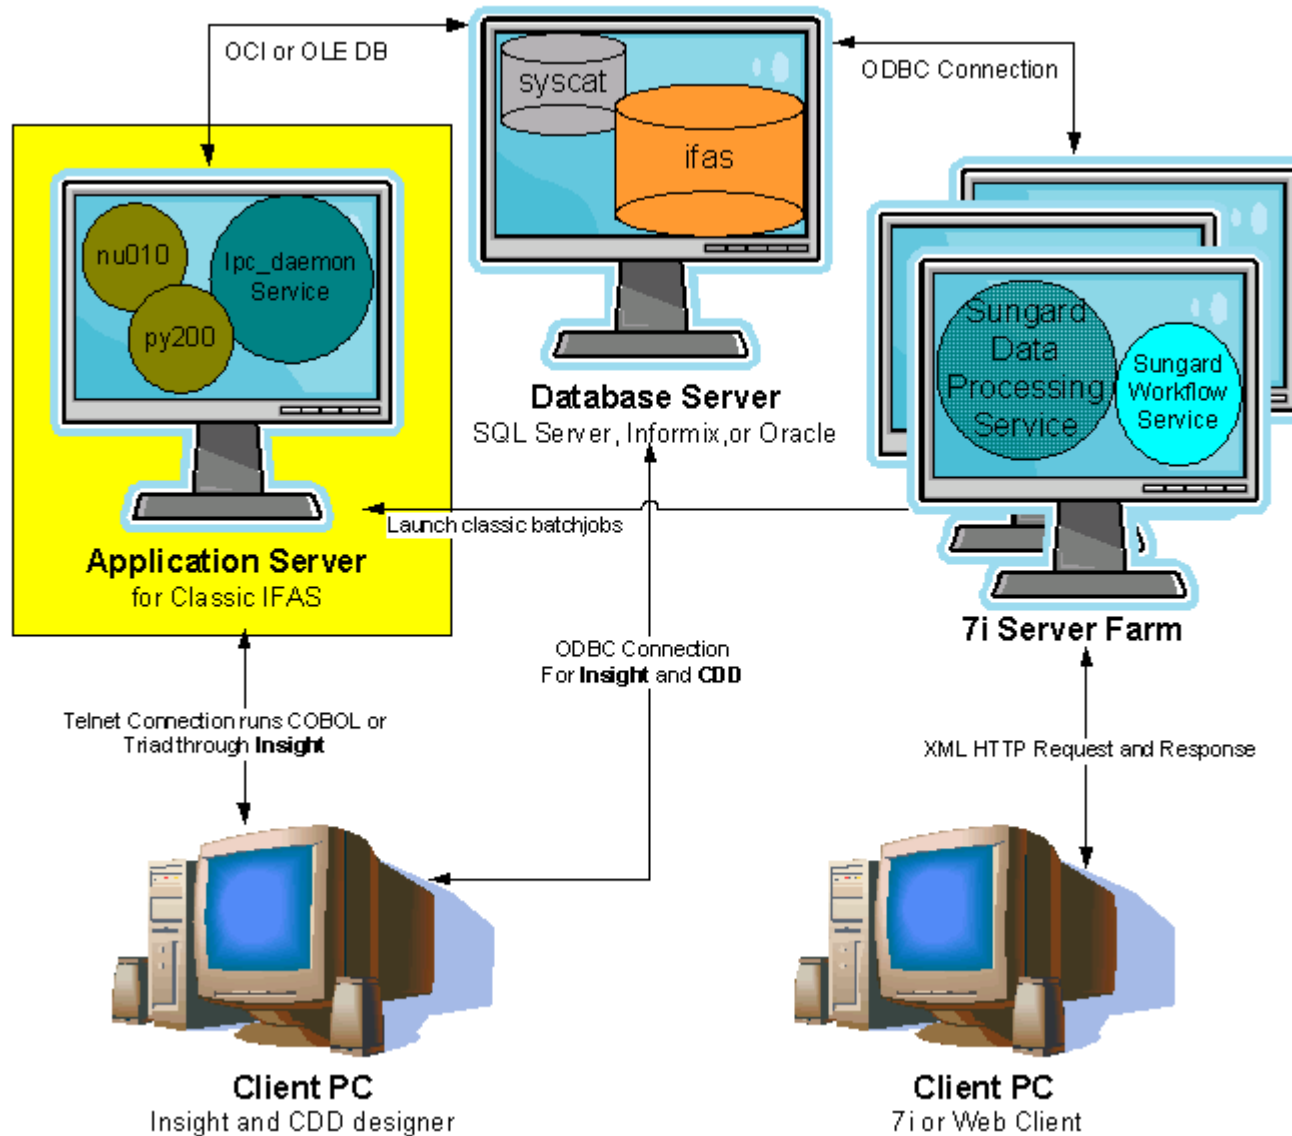 OCI or OLE DB
syscat
ifas
ODBC Connection
nu010
lpc_daemon
Service
py200
Sungard
Data
Processing
Service
Sungard
Workflow
Service
Database Server
SQL Server, Informix,or Oracle
Launch classic batchjobs
Application Server
for Classic IFAS
7i Server Farm
ODBC Connection
For Insight and CDD
Telnet Connection runs COBOL or
Triad through Insight
XML HTTP Request and Response
Client PC
Insight and CDD designer
Client PC
7i or Web Client